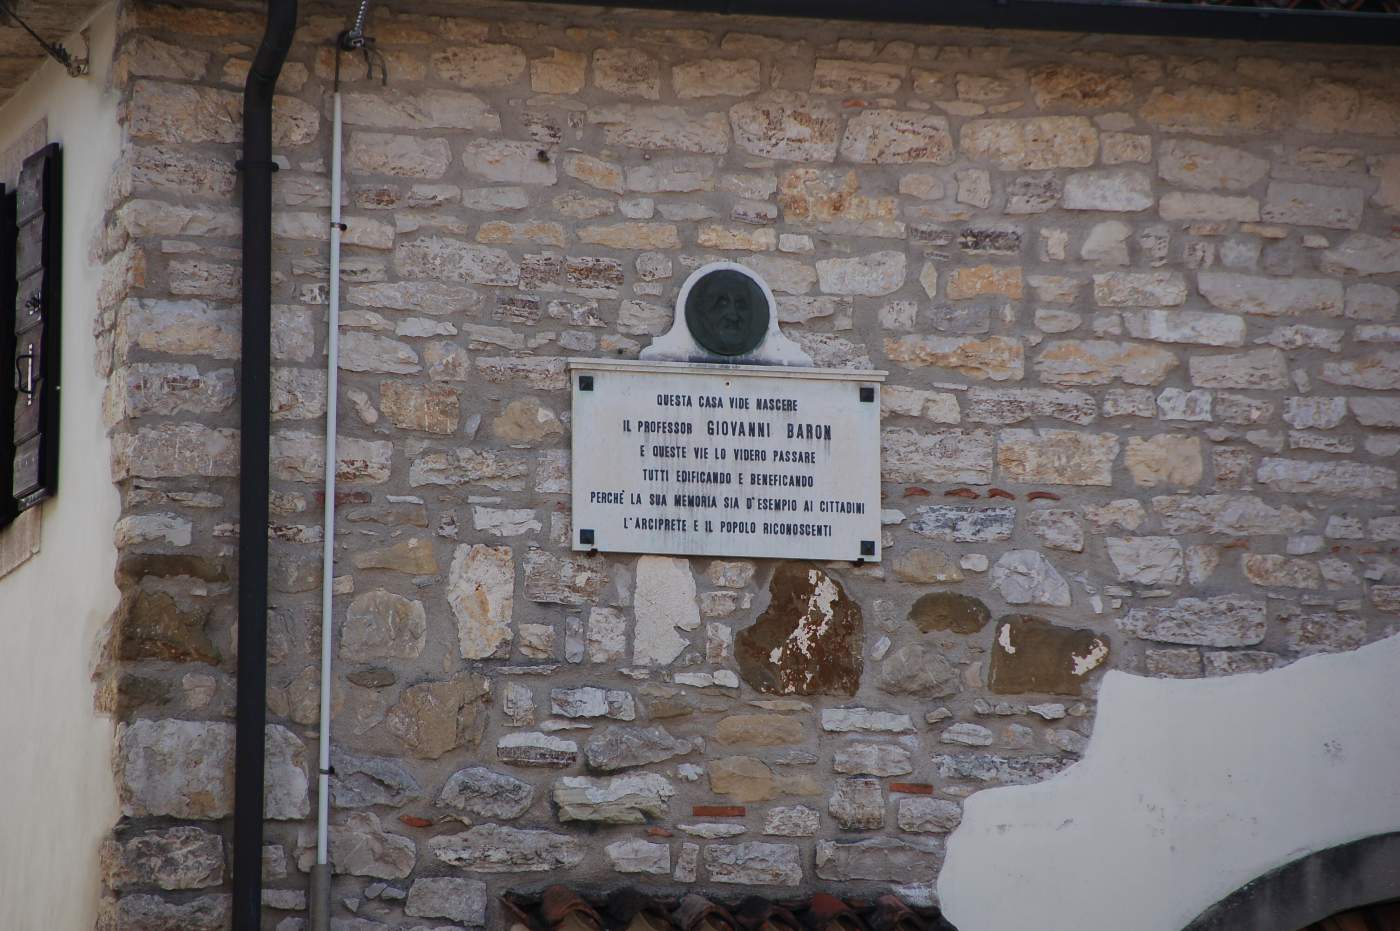 QUESTA CASA VIDE NASCERE
IL PROFESSOR GIOVANNI BARON
E QUESTE VIE LO VIDERO PASSARE
TUTTI EDIFICANDO E BENEFICANDO
PERCHÈ LA SUA MEMORIA SIA D'ESEMPIO AI CITTADINI
L'ARCIPRETE E IL POPOLO RICONOSCENTI